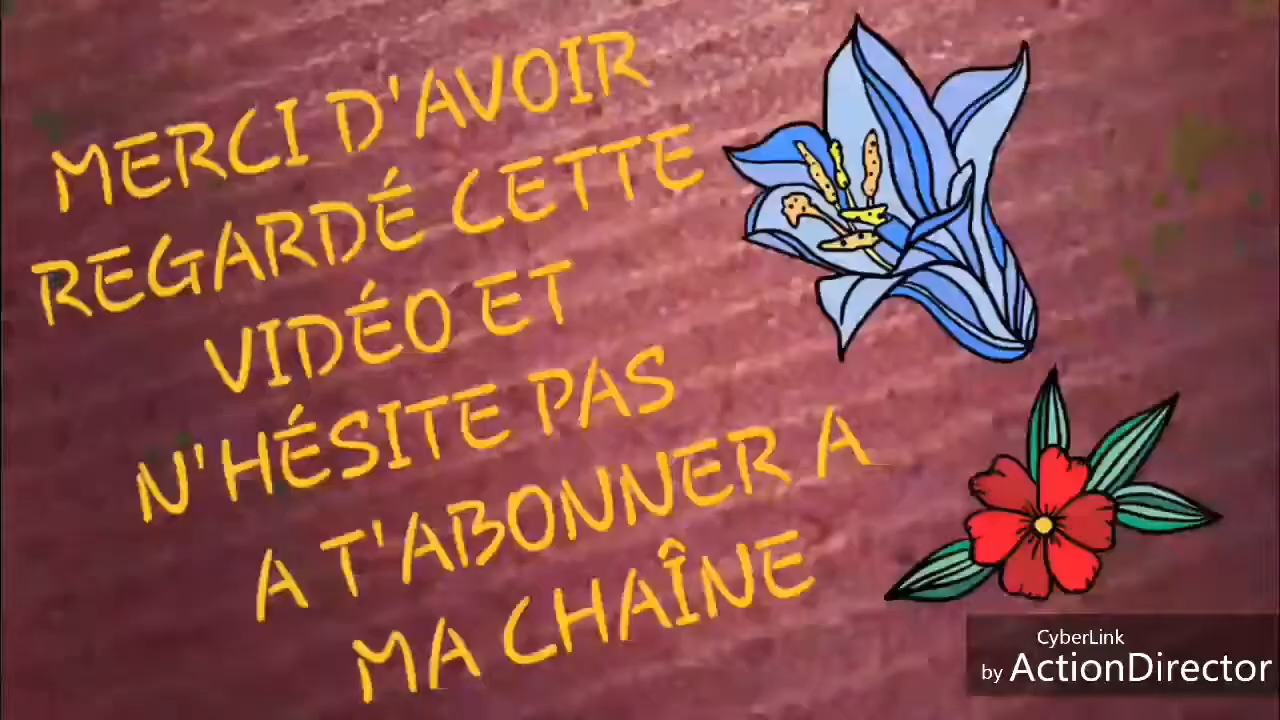 MERCI D'AVOIR
REGARDÉ CETTE
VIDÉO ET
N'HÉSITE PAS
A T'ABONNER A
MA CHAÎNE
CyberLink
by ActionDirector